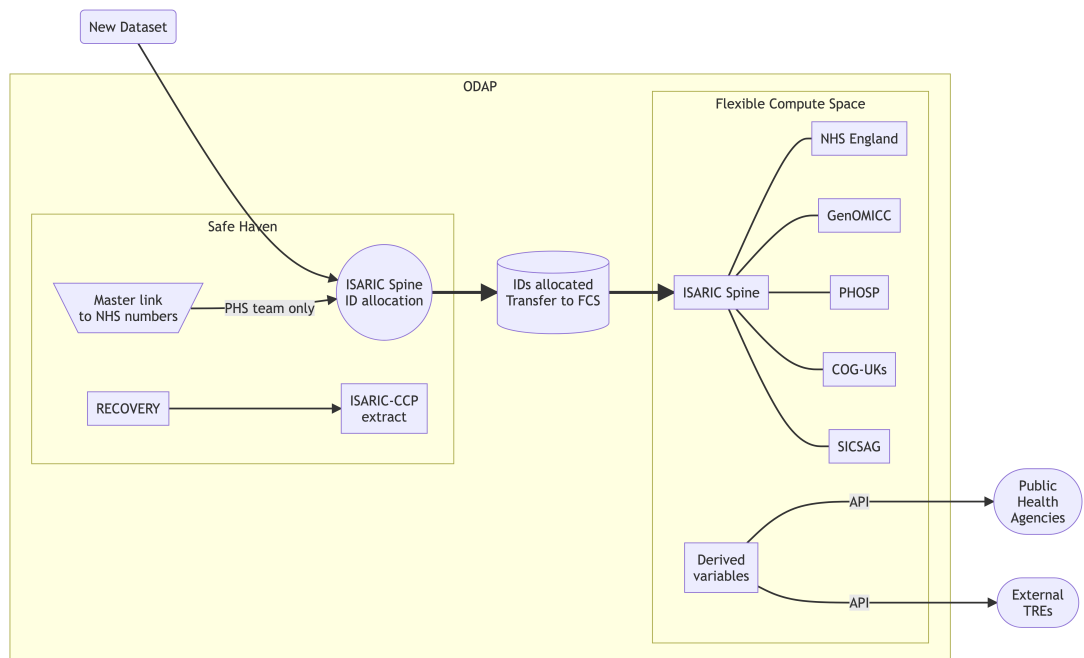 New Dataset
ODAP
Flexible Compute Space
NHS England
GenOMICC
Safe Haven
ISARIC Spine
ID allocation
IDs allocated
Transfer to FCS
ISARIC Spine
PHOSP
Master link
to NHS numbers
PHS team only
COG-UKs
RECOVERY
ISARIC-CCP
extract
SICSAG
API
Public
Health
Agencies
Derived
variables
API
External
TREs